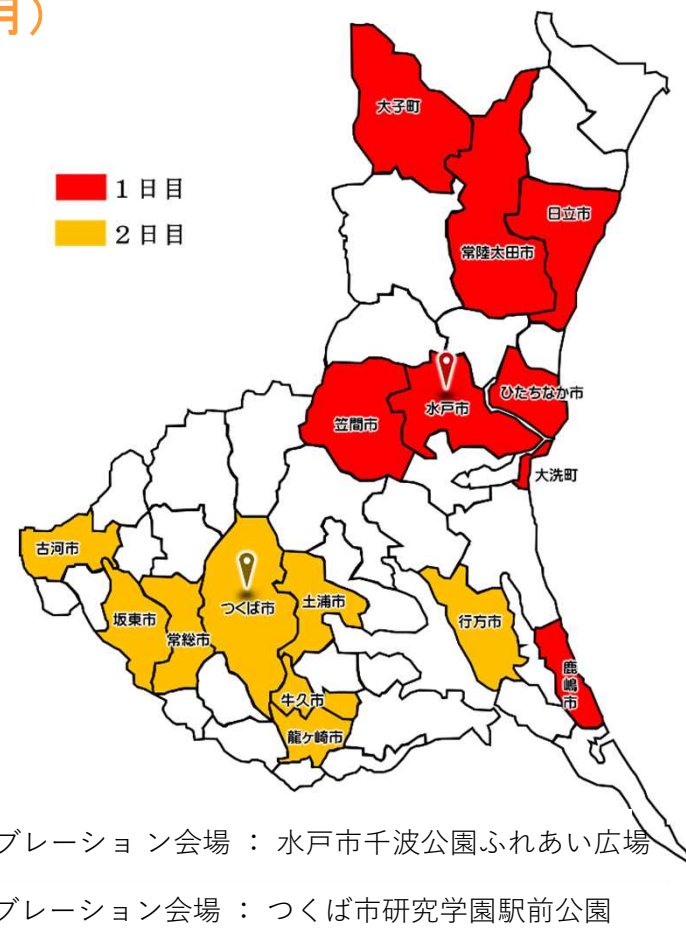 月）
大子町
1日目
2日目
日立市
常陸太田市
ひたちなか市
水戸市
笠間市
大洗町
古河市
つくば市
土浦市
坂東市
行方市
常総市
鹿嶋市
牛久市
龍ヶ崎市
ブレーション会場 ： 水戸市千波公園ふれあい広場
ブレーション会場 ： つくば市研究学園駅前公園